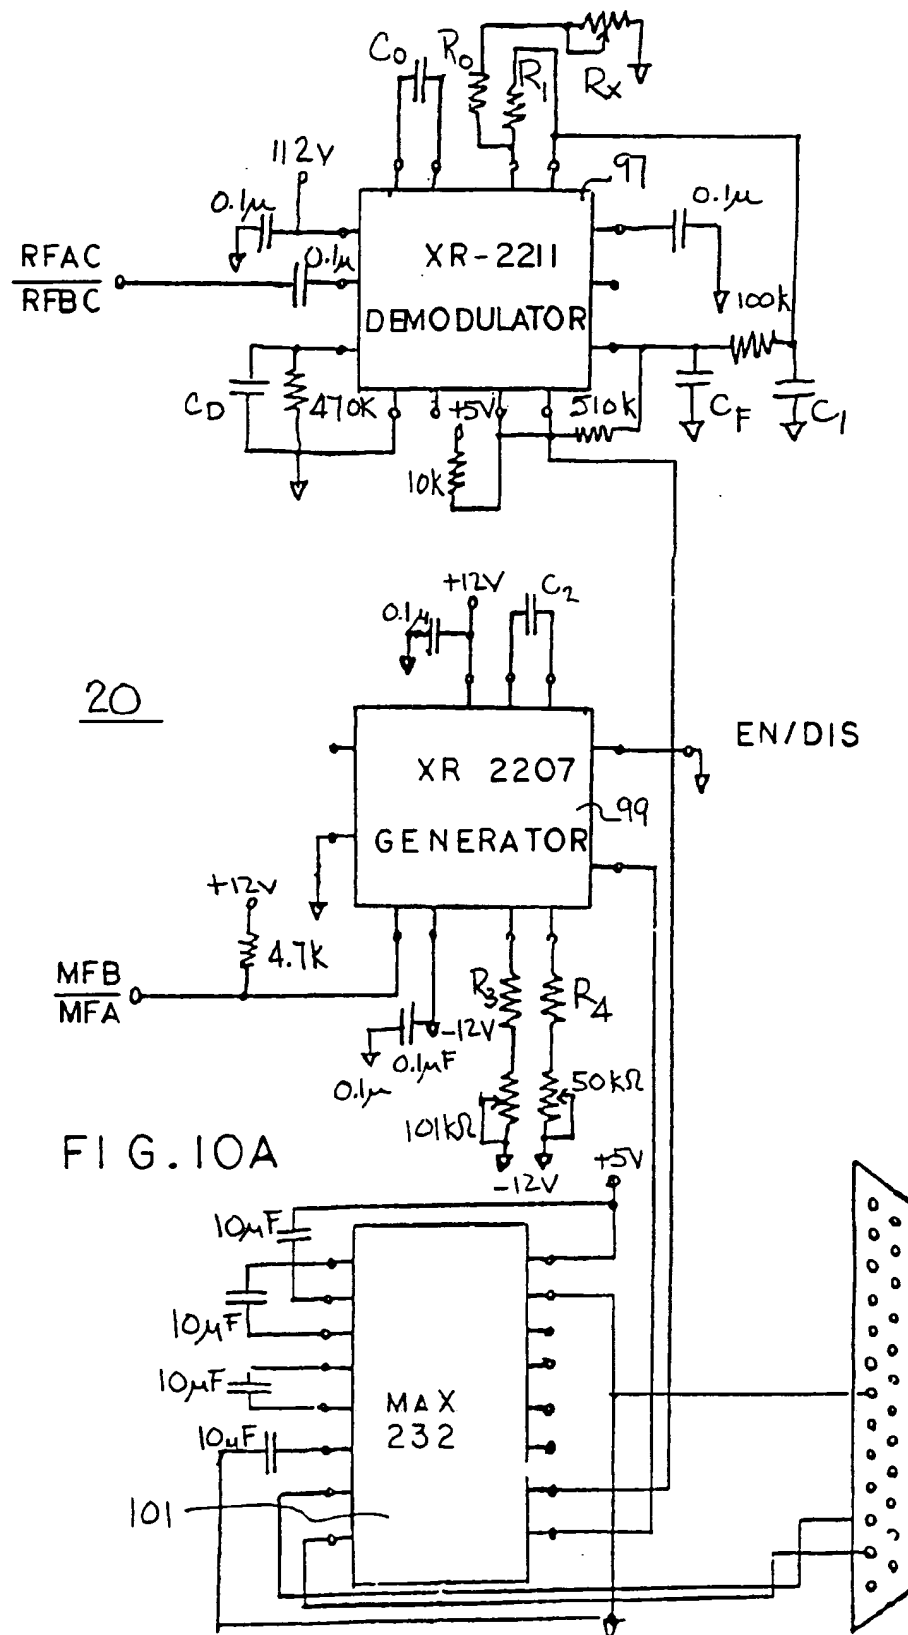 C0
R0
R1
Rx
112V
97
0.1µ
0.1µ
RFAC
RFBC
0.1µ
XR-2211
DEMODULATOR
100k
CD
470K
+5V
510k
CF
C1
10k
+12V
C2
0.1µ
20
EN/DIS
XR 2207
99
GENERATOR
+12V
4.7K
MFB
MFA
R3
R4
-12V
0.1µF
0.1µ
101kΩ
50kΩ
FIG.10A
-12V
+5V
10µF
10µF
10µF
MAX
232
10µF
101